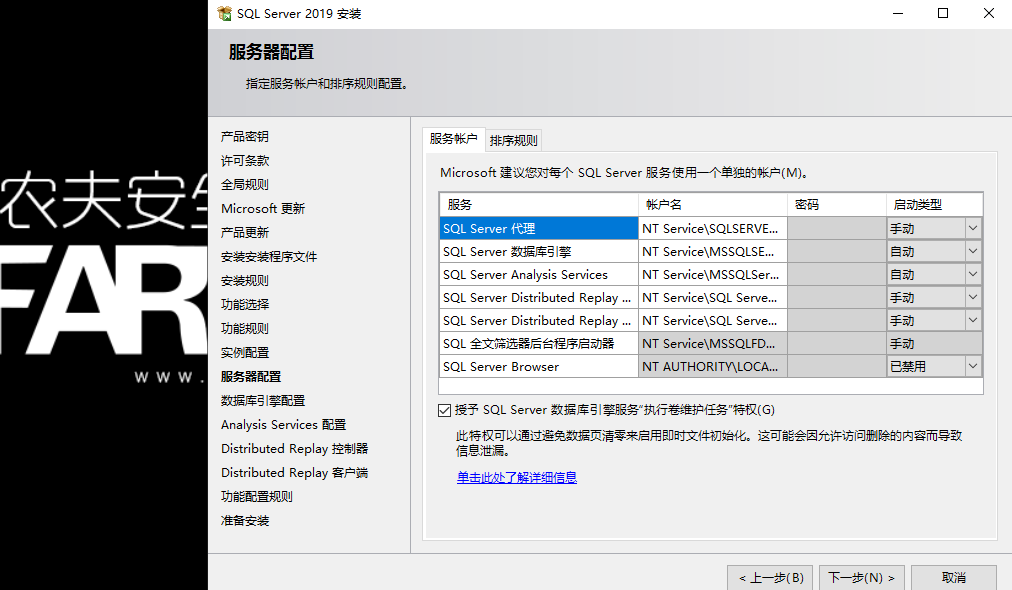 SQL Server 2019 安装
服务器配置
指定服务帐户和排序规则配置。
农夫安全
FAR
www.
产品密钥
许可条款
全局规则
Microsoft 更新
产品更新
安装安装程序文件
安装规则
功能选择
功能规则
实例配置
服务器配置
数据库引擎配置
Analysis Services 配置
Distributed Replay 控制器
Distributed Replay 客户端
功能配置规则
准备安装
服务帐户 排序规则
Microsoft 建议您对每个 SQL Server 服务使用一个单独的帐户(M)。
服务 帐户名 密码 启动类型
SQL Server 代理 NT Service\SQLSERVE... 手动
SQL Server 数据库引擎 NT Service\MSSQLSE... 自动
SQL Server Analysis Services NT Service\MSSQLSer... 自动
SQL Server Distributed Replay ... NT Service\SQL Serve... 手动
SQL Server Distributed Replay ... NT Service\SQL Serve... 手动
SQL 全文筛选器后台程序启动器 NT Service\MSSQLFD... 手动
SQL Server Browser NT AUTHORITY\LOCA... 已禁用
授予 SQL Server 数据库引擎服务“执行卷维护任务”特权(G)
此特权可以通过避免数据页清零来启用即时文件初始化。这可能会因允许访问删除的内容而导致
信息泄漏。
单击此处了解详细信息
< 上一步(B) 下一步(N) > 取消